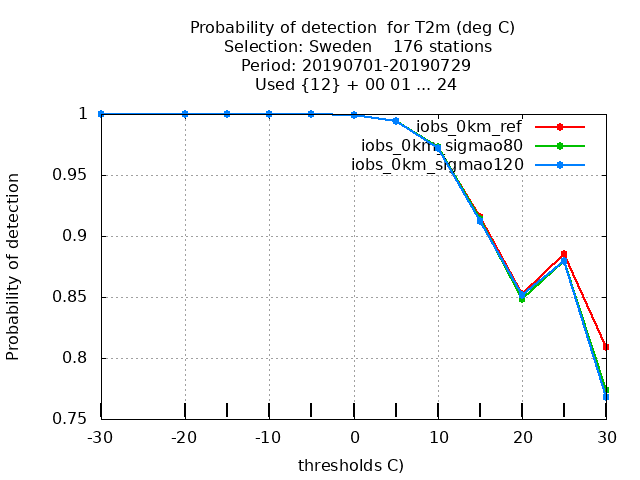 Probability of detection  for T2m (deg C)
Selection: Sweden    176 stations
Period: 20190701-20190729
Used {12} + 00 01 ... 24
iobs_0km_ref
iobs_0km_sigmao80
iobs_0km_sigmao120
Probability of detection
1
0.95
0.9
0.85
0.8
0.75
-30
-20
-10
0
10
20
30
thresholds C)